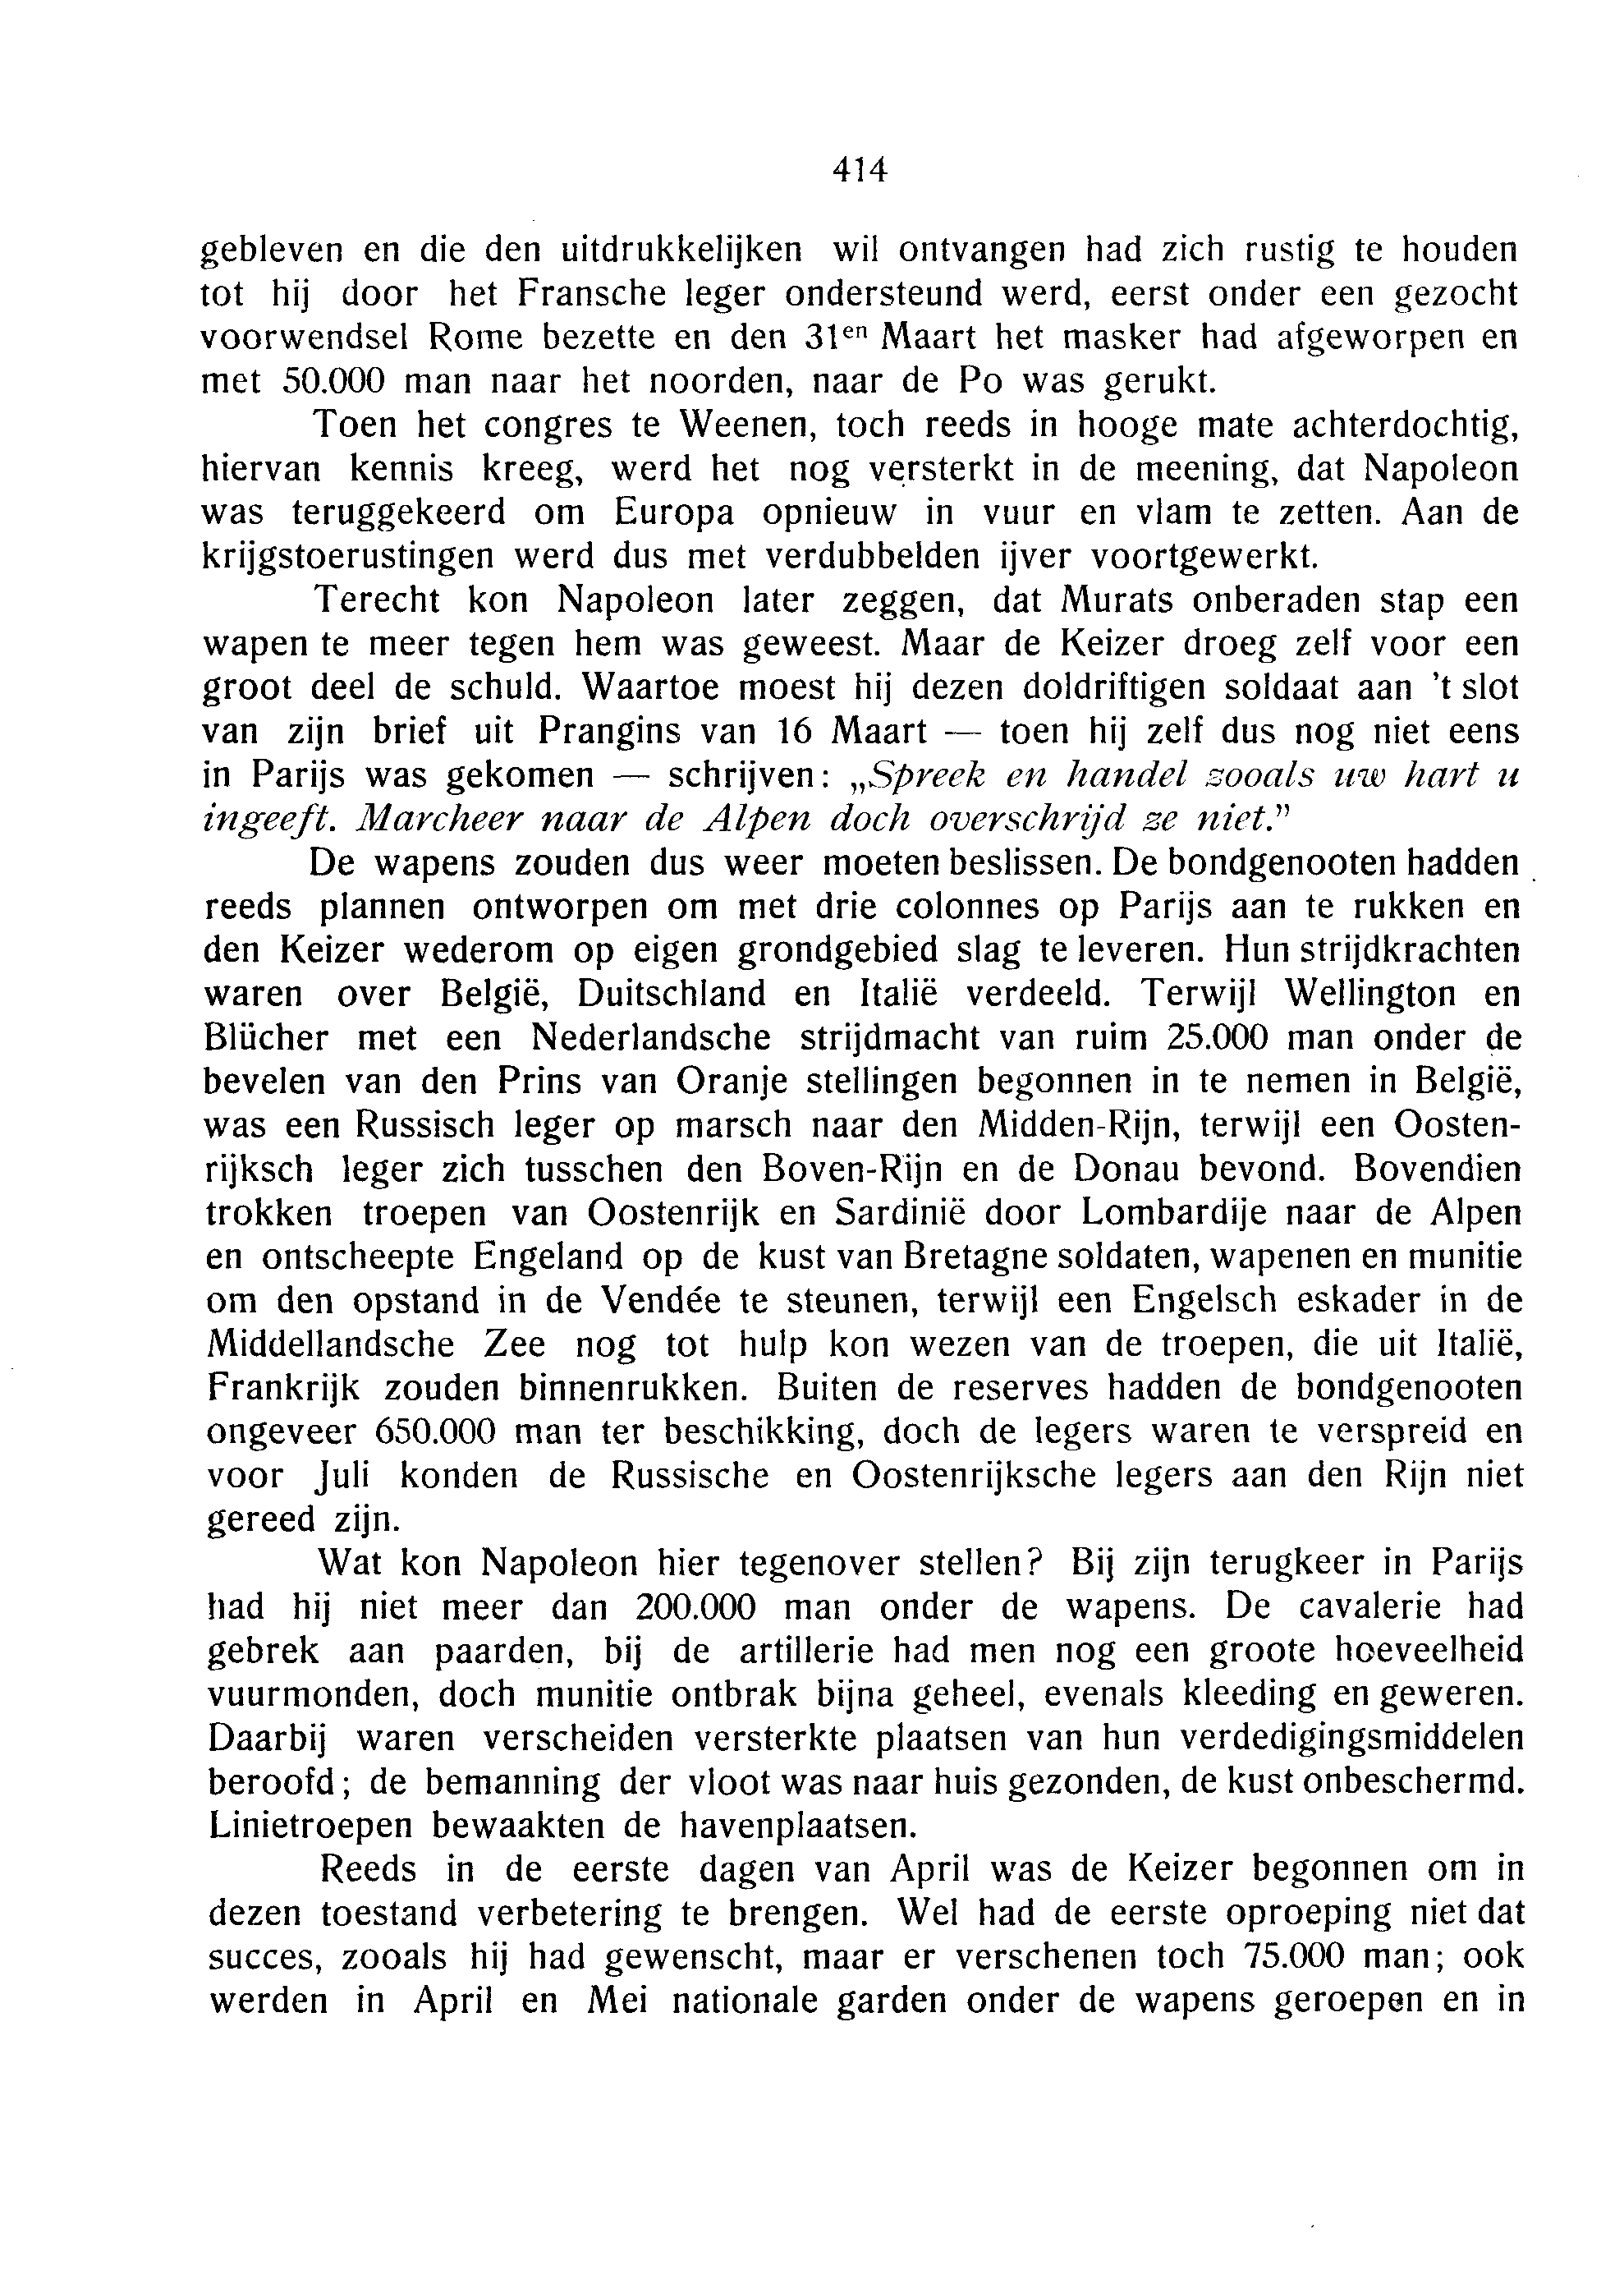 414
gebleven en die den uitdrukkelijken wil ontvangen had zich rustig te houden
tot hij door het Fransche leger ondersteund werd, eerst onder een gezocht
voorwendsel Rome bezette en den 31en Maart het masker had afgeworpen en
met 50.000 man naar het noorden, naar de Po was gerukt.
Toen het congres te Weenen, toch reeds in hooge mate achterdochtig,
hiervan kennis kreeg, werd het nog versterkt in de meening, dat Napoleon
was teruggekeerd om Europa opnieuw in vuur en vlam te zetten. Aan de
krijgstoerustingen werd dus met verdubbelden ijver voortgewerkt.
Terecht kon Napoleon later zeggen, dat Murats onberaden stap een
wapen te meer tegen hem was geweest. Maar de Keizer droeg zelf voor een
groot deel de schuld. Waartoe moest hij dezen doldriftigen soldaat aan 't slot
van zijn brief uit Prangins van 16 Maart — toen hij zelf dus nog niet eens
in Parijs was gekomen — schrijven: „Spreek en handel zooals uw hart u
ingeeft. Marcheer naar de Alpen doch overschrijd ze niet.”
De wapens zouden dus weer moeten beslissen. De bondgenooten hadden
reeds plannen ontworpen om met drie colonnes op Parijs aan te rukken en
den Keizer wederom op eigen grondgebied slag te leveren. Hun strijdkrachten
waren over België, Duitschland en Italië verdeeld. Terwijl Wellington en
Blücher met een Nederlandsche strijdmacht van ruim 25.000 man onder de
bevelen van den Prins van Oranje stellingen begonnen in te nemen in België,
was een Russisch leger op marsch naar den Midden-Rijn, terwijl een Oosten-
rijksch leger zich tusschen den Boven-Rijn en de Donau bevond. Bovendien
trokken troepen van Oostenrijk en Sardinië door Lombardije naar de Alpen
en ontscheepte Engeland op de kust van Bretagne soldaten, wapenen en munitie
om den opstand in de Vendée te steunen, terwijl een Engelsch eskader in de
Middellandsche Zee nog tot hulp kon wezen van de troepen, die uit Italië,
Frankrijk zouden binnenrukken. Buiten de reserves hadden de bondgenooten
ongeveer 650.000 man ter beschikking, doch de legers waren te verspreid en
voor Juli konden de Russische en Oostenrijksche legers aan den Rijn niet
gereed zijn.
Wat kon Napoleon hier tegenover stellen? Bij zijn terugkeer in Parijs
had hij niet meer dan 200.000 man onder de wapens. De cavalerie had
gebrek aan paarden, bij de artillerie had men nog een groote hoeveelheid
vuurmonden, doch munitie ontbrak bijna geheel, evenals kleeding en geweren.
Daarbij waren verscheiden versterkte plaatsen van hun verdedigingsmiddelen
beroofd; de bemanning der vloot was naar huis gezonden, de kust onbeschermd.
Linietroepen bewaakten de havenplaatsen.
Reeds in de eerste dagen van April was de Keizer begonnen om in
dezen toestand verbetering te brengen. Wel had de eerste oproeping niet dat
succes, zooals hij had gewenscht, maar er verschenen toch 75.000 man; ook
werden in April en Mei nationale garden onder de wapens geroepen en in